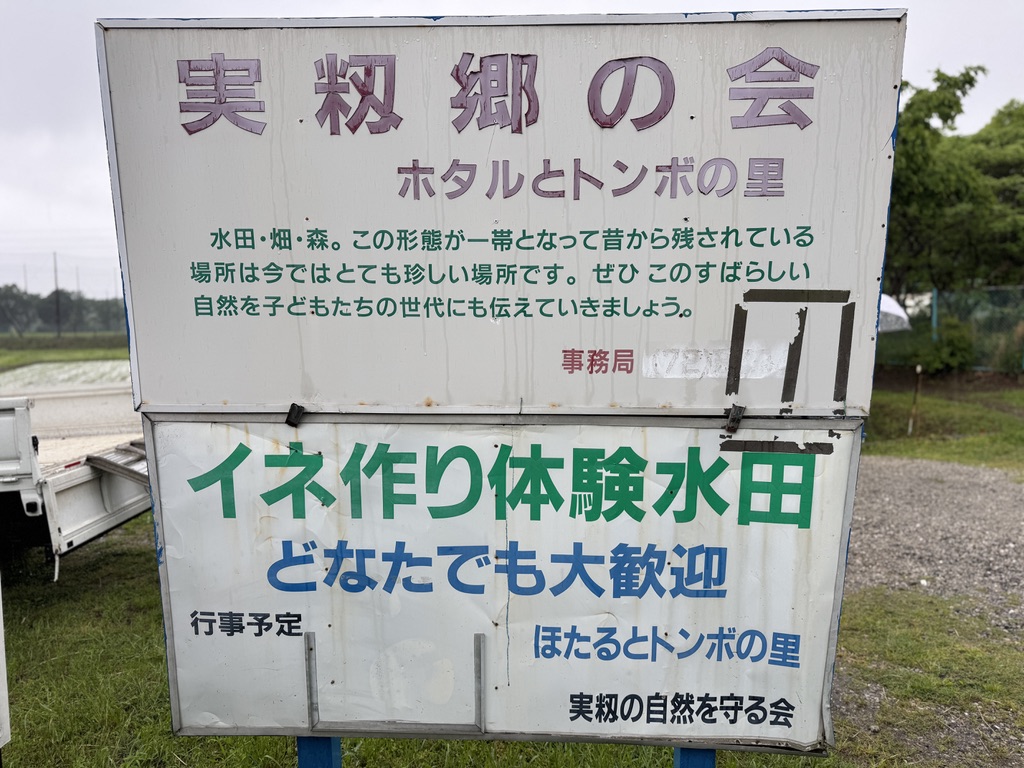 実籾郷の会
ホタルとトンボの里
水田・畑・森。この形態が一帯となって昔から残されている
場所は今ではとても珍しい場所です。ぜひ このすばらしい
自然を子どもたちの世代にも伝えていきましょう。
事務局
イネ作り体験水田
どなたでも大歓迎
行事予定
ほたるとトンボの里
実籾の自然を守る会